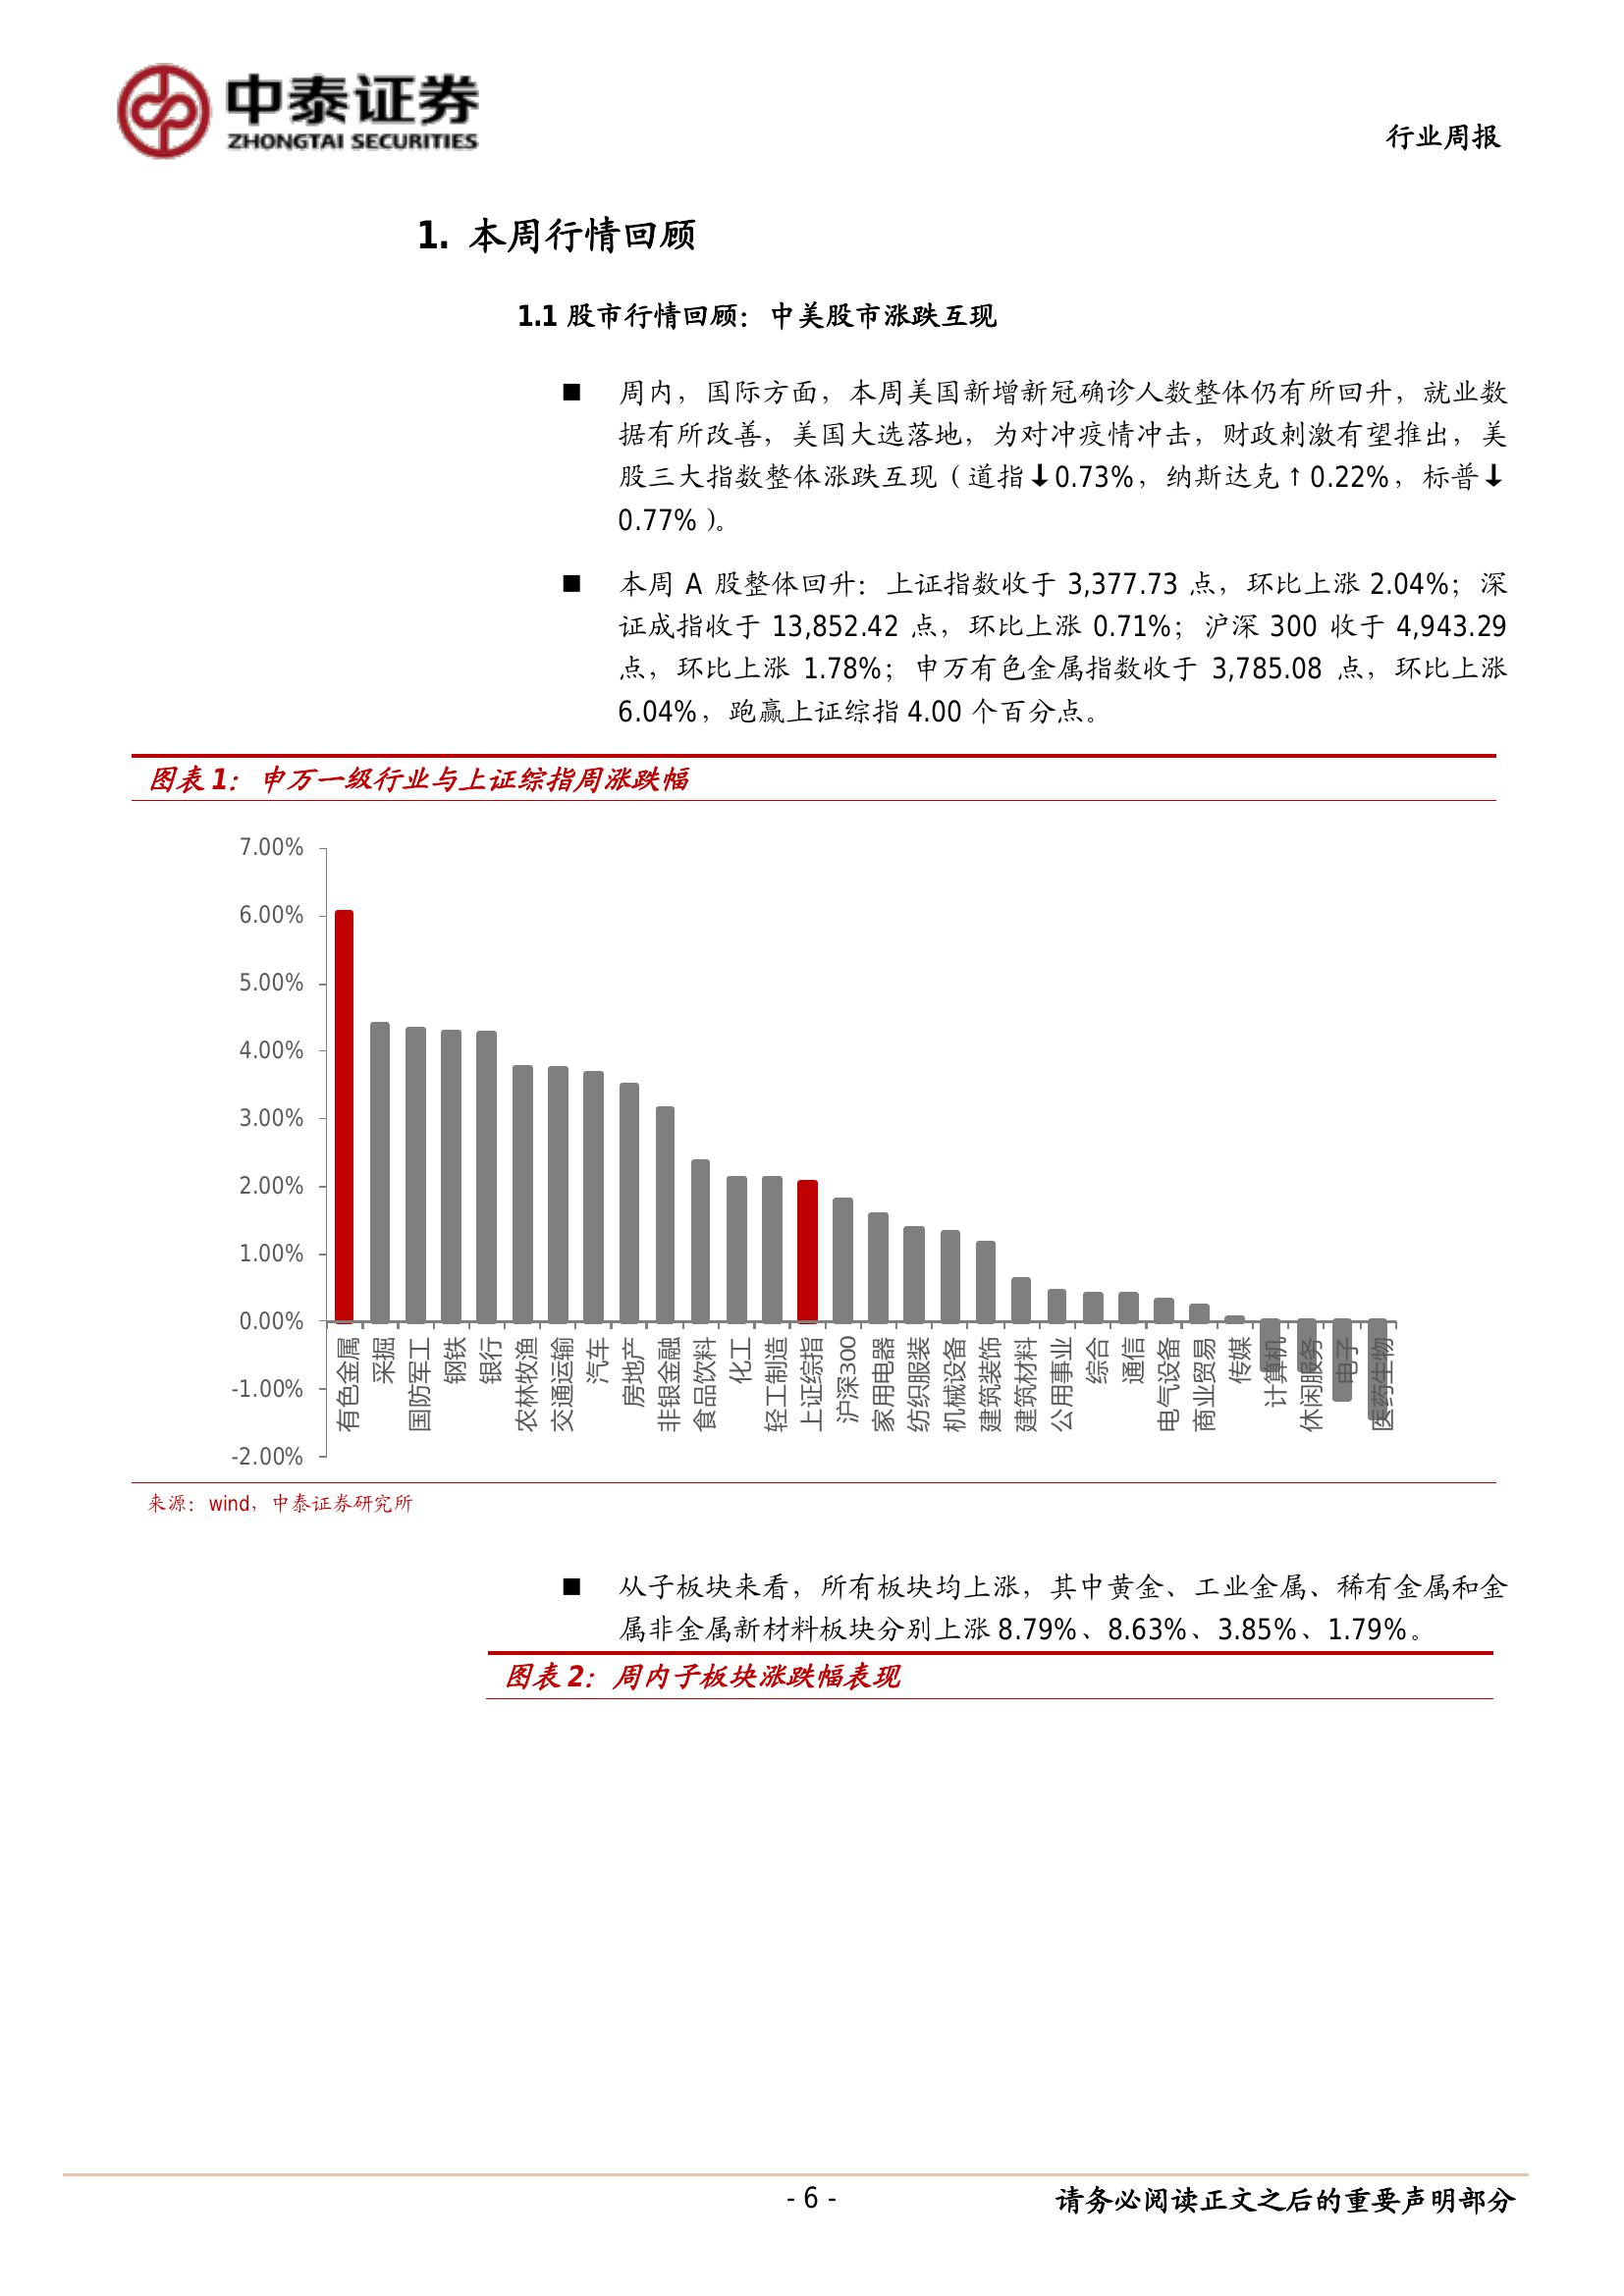 中泰证券
ZHONGTAI SECURITIES
行业周报
1. 本周行情回顾
1.1 股市行情回顾：中美股市涨跌互现
■ 周内，国际方面，本周美国新增新冠确诊人数整体仍有所回升，就业数
据有所改善，美国大选落地，为对冲疫情冲击，财政刺激有望推出，美
股三大指数整体涨跌互现（道指↓0.73%，纳斯达克↑0.22%，标普↓
0.77%）。
■ 本周 A 股整体回升：上证指数收于 3,377.73 点，环比上涨 2.04%；深
证成指收于 13,852.42 点，环比上涨 0.71%；沪深 300 收于 4,943.29
点，环比上涨 1.78%；申万有色金属指数收于 3,785.08 点，环比上涨
6.04%，跑赢上证综指 4.00 个百分点。
图表 1：申万一级行业与上证综指周涨跌幅
7.00%
6.00%
5.00%
4.00%
3.00%
2.00%
1.00%
0.00%
-1.00%
-2.00%
有色金属
采掘
国防军工
钢铁
银行
农林牧渔
交通运输
汽车
房地产
非银金融
食品饮料
化工
轻工制造
上证综指
沪深300
家用电器
纺织服装
机械设备
建筑装饰
建筑材料
公用事业
综合
通信
电气设备
商业贸易
传媒
计算机
休闲服务
电子
医药生物
来源：wind，中泰证券研究所
■ 从子板块来看，所有板块均上涨，其中黄金、工业金属、稀有金属和金
属非金属新材料板块分别上涨 8.79%、8.63%、3.85%、1.79%。
图表 2：周内子板块涨跌幅表现
- 6 -
请务必阅读正文之后的重要声明部分